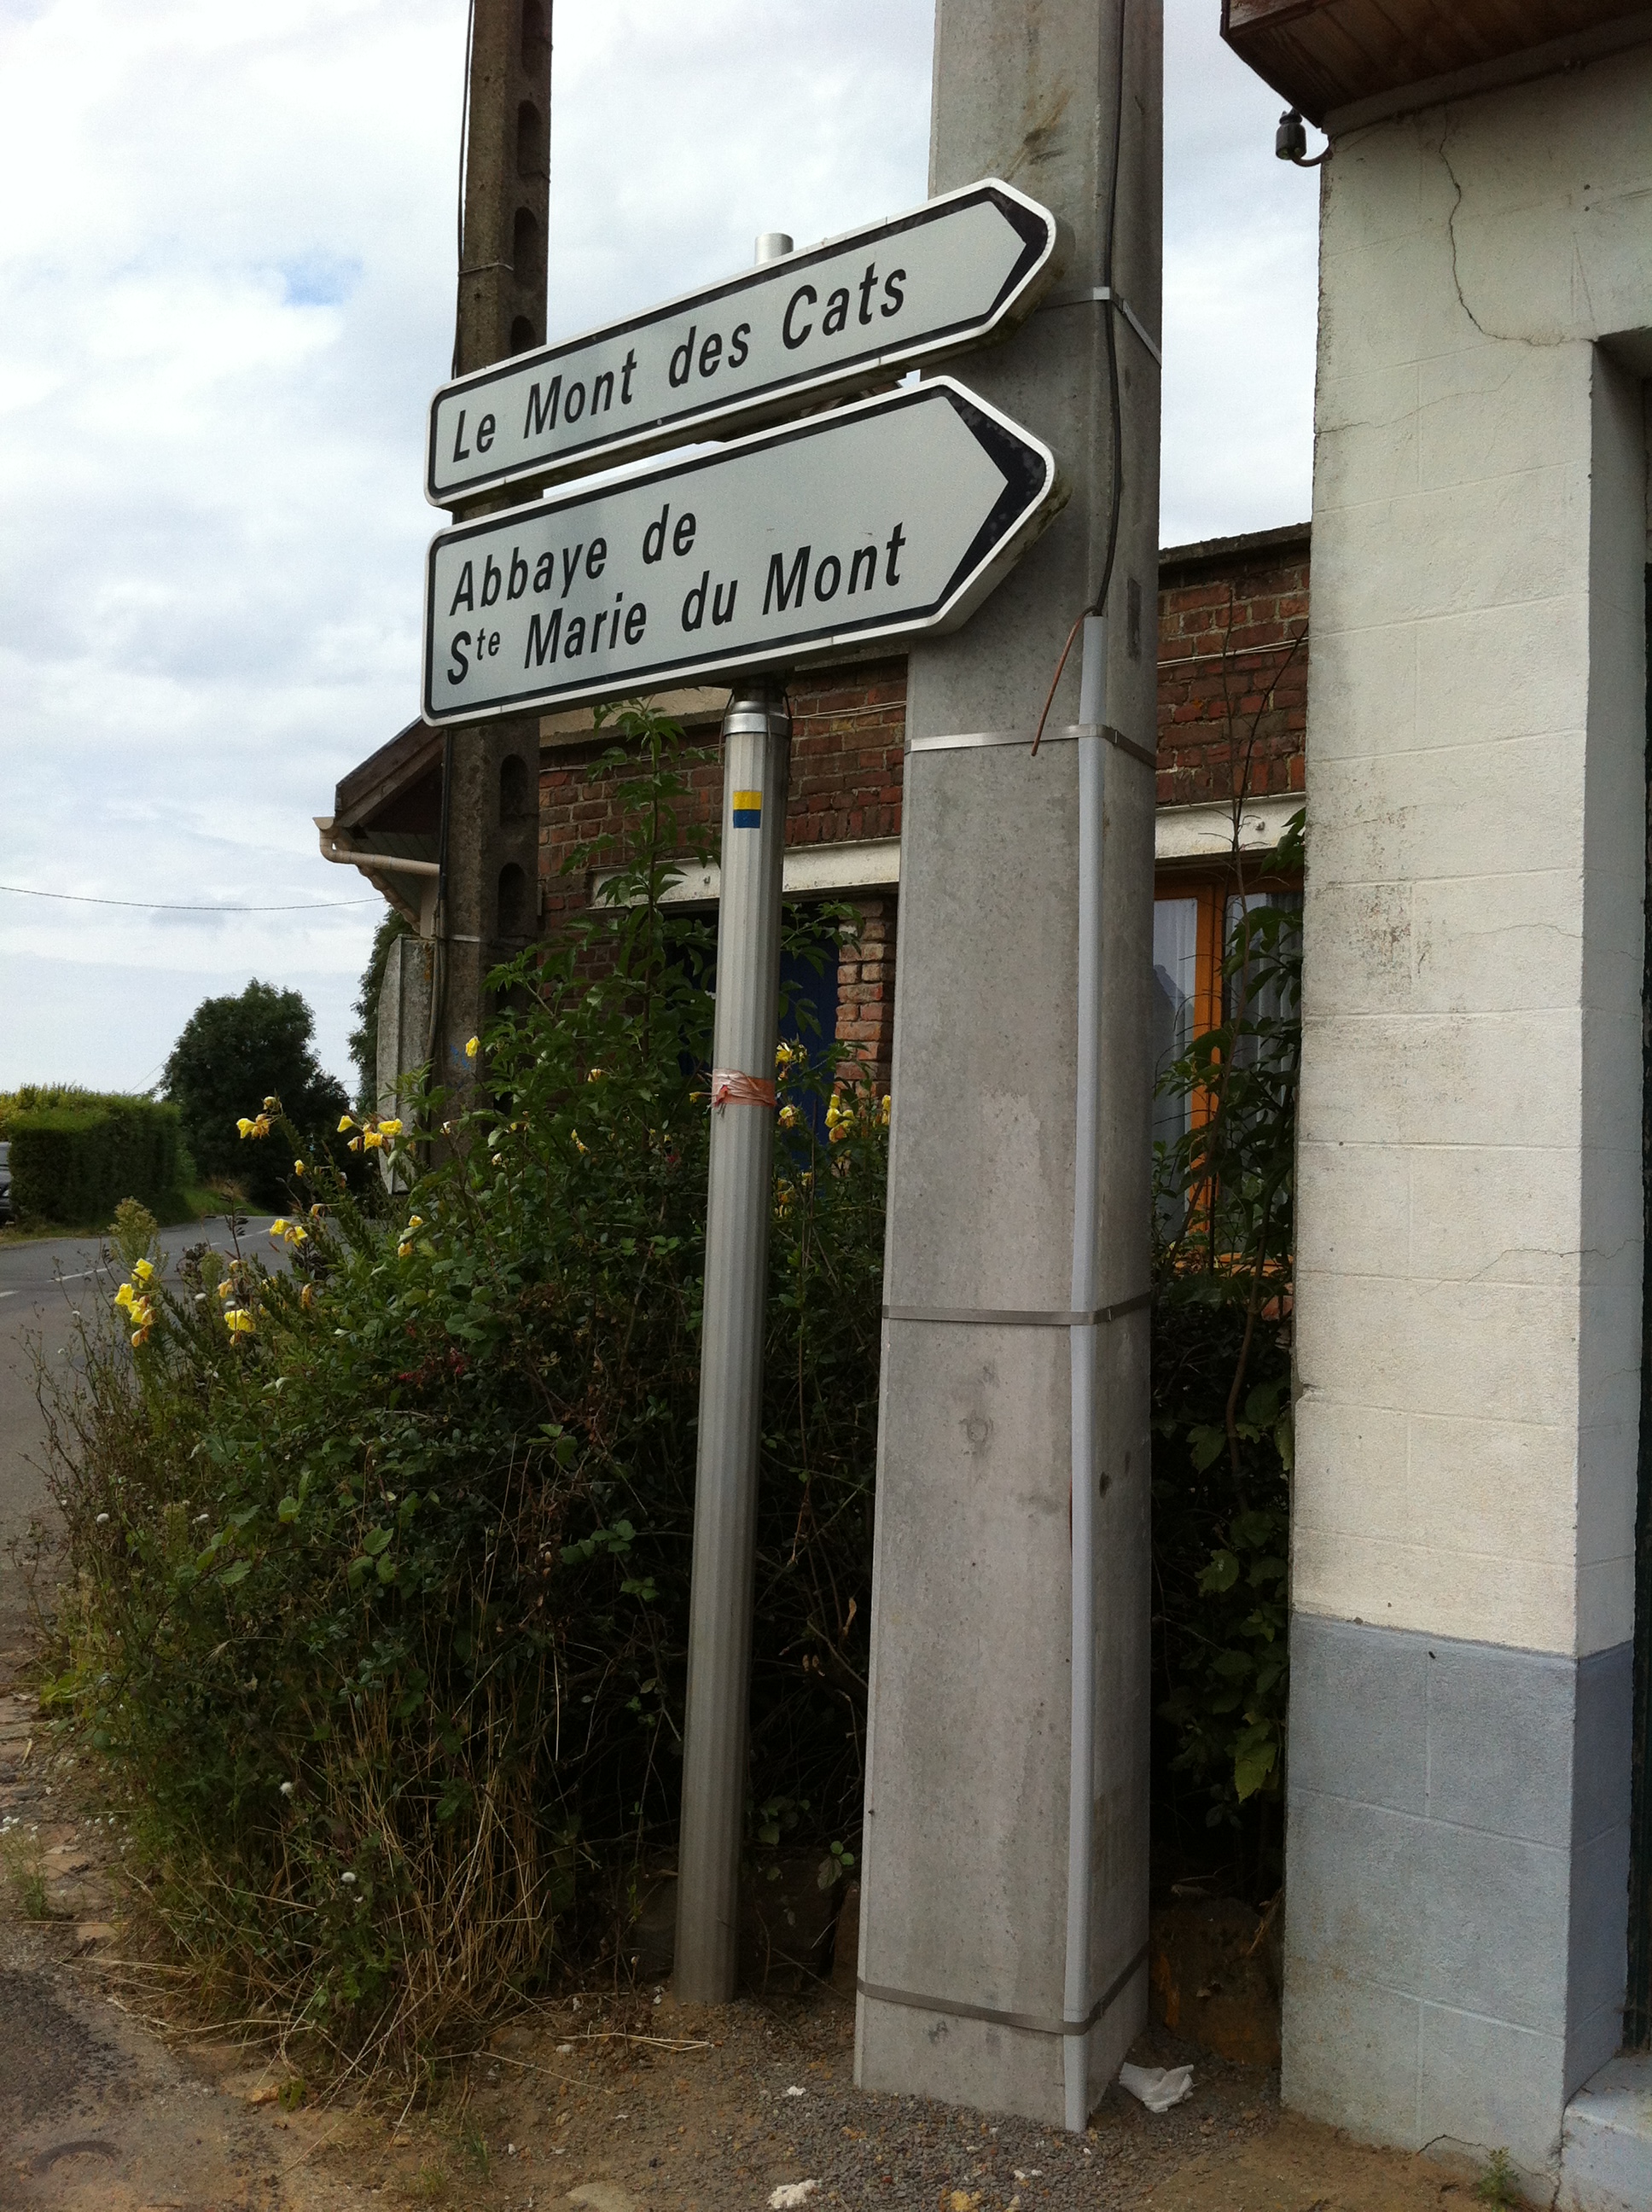 Le Mont des Cats
Abbaye de
Ste Marie du Mont